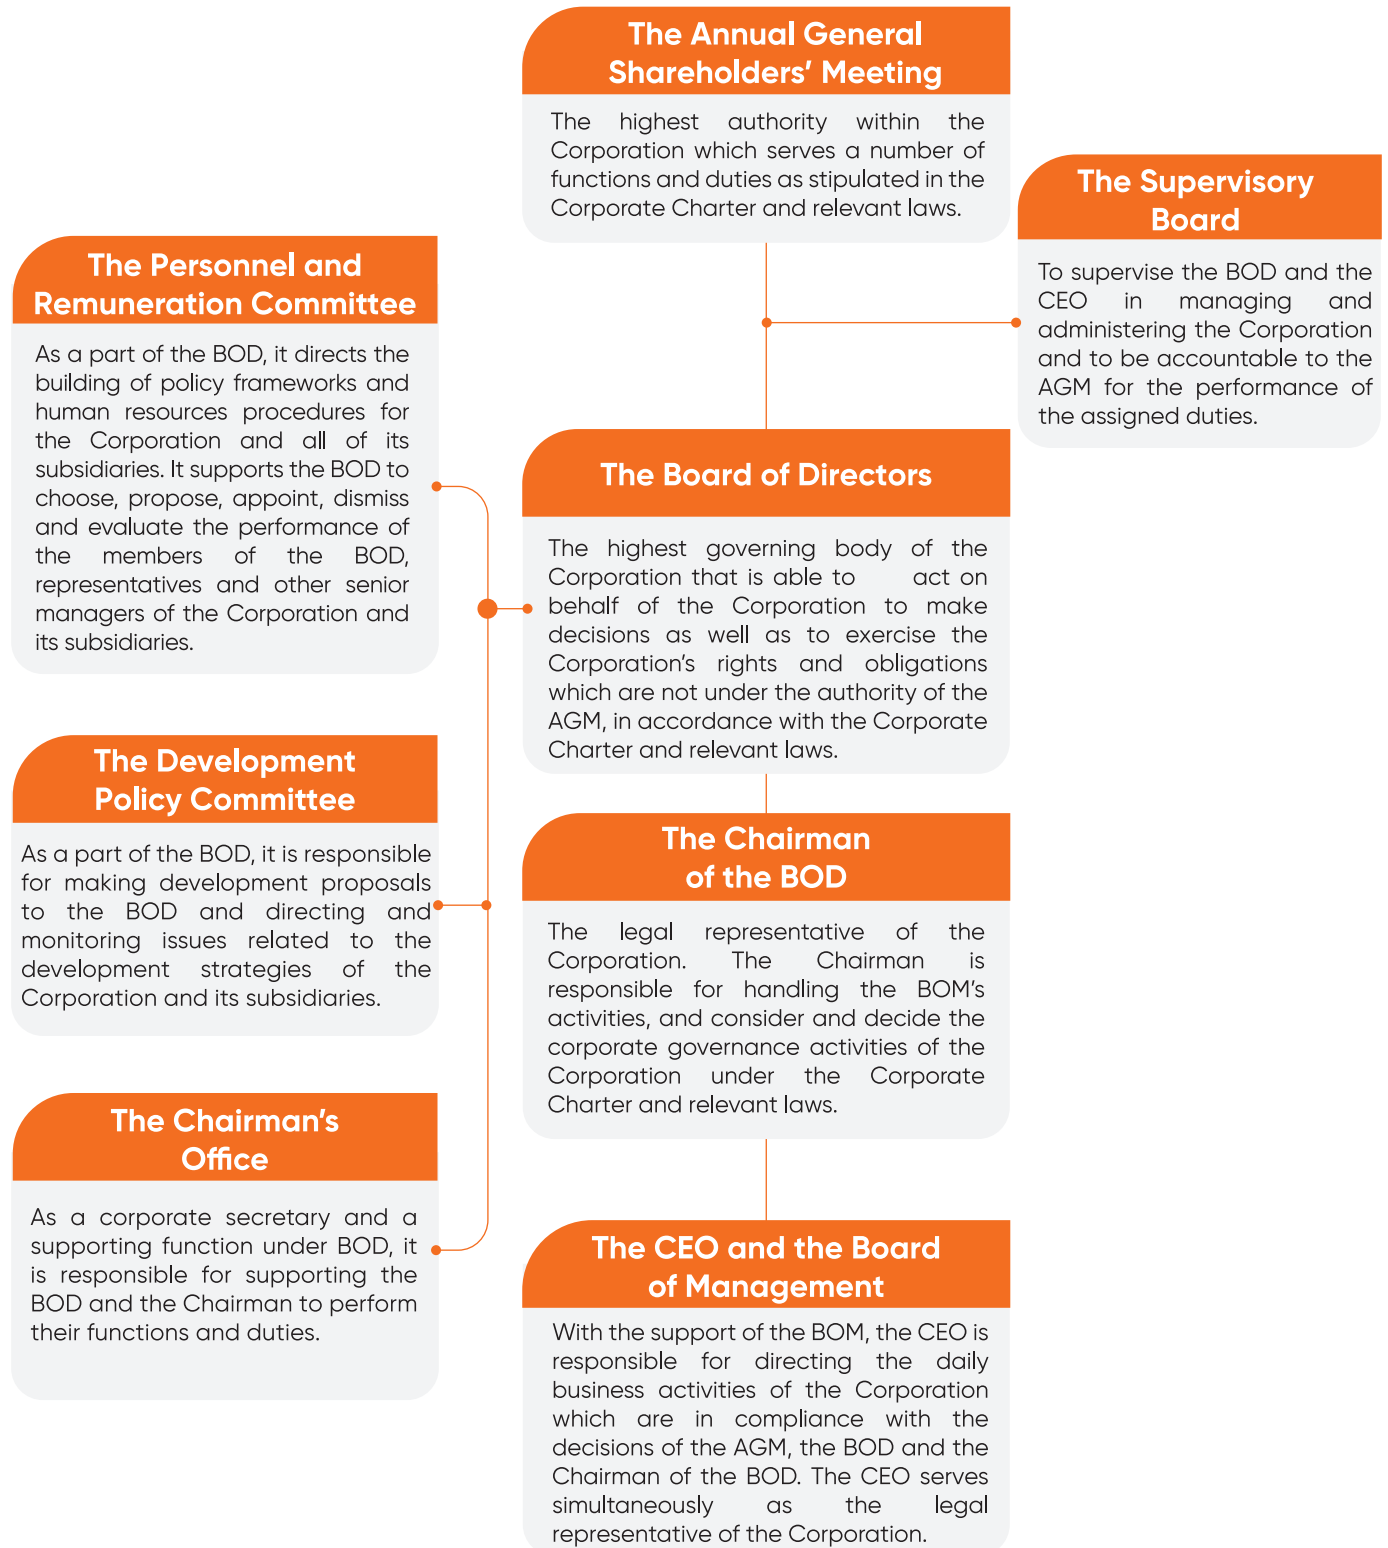 The Annual General
Shareholders' Meeting
The highest authority within the
Corporation which serves a number of
functions and duties as stipulated in the
Corporate Charter and relevant laws.
The Supervisory
Board
To supervise the BOD and the
CEO in managing and
administering the Corporation
and to be accountable to the
AGM for the performance of
the assigned duties.
The Personnel and
Remuneration Committee
As a part of the BOD, it directs the
building of policy frameworks and
human resources procedures for
the Corporation and all of its
subsidiaries. It supports the BOD to
choose, propose, appoint, dismiss
and evaluate the performance of
the members of the BOD,
representatives and other senior
managers of the Corporation and
its subsidiaries.
The Board of Directors
The highest governing body of the
Corporation that is able to act on
behalf of the Corporation to make
decisions as well as to exercise the
Corporation's rights and obligations
which are not under the authority of the
AGM, in accordance with the Corporate
Charter and relevant laws.
The Development
Policy Committee
As a part of the BOD, it is responsible
for making development proposals
to the BOD and directing and
monitoring issues related to the
development strategies of the
Corporation and its subsidiaries.
The Chairman
of the BOD
The legal representative of the
Corporation. The Chairman is
responsible for handling the BOM's
activities, and consider and decide the
corporate governance activities of the
Corporation under the Corporate
Charter and relevant laws.
The Chairman's
Office
As a corporate secretary and a
supporting function under BOD, it
is responsible for supporting the
BOD and the Chairman to perform
their functions and duties.
The CEO and the Board
of Management
With the support of the BOM, the CEO is
responsible for directing the daily
business activities of the Corporation
which are in compliance with the
decisions of the AGM, the BOD and the
Chairman of the BOD. The CEO serves
simultaneously as the legal
representative of the Corporation.